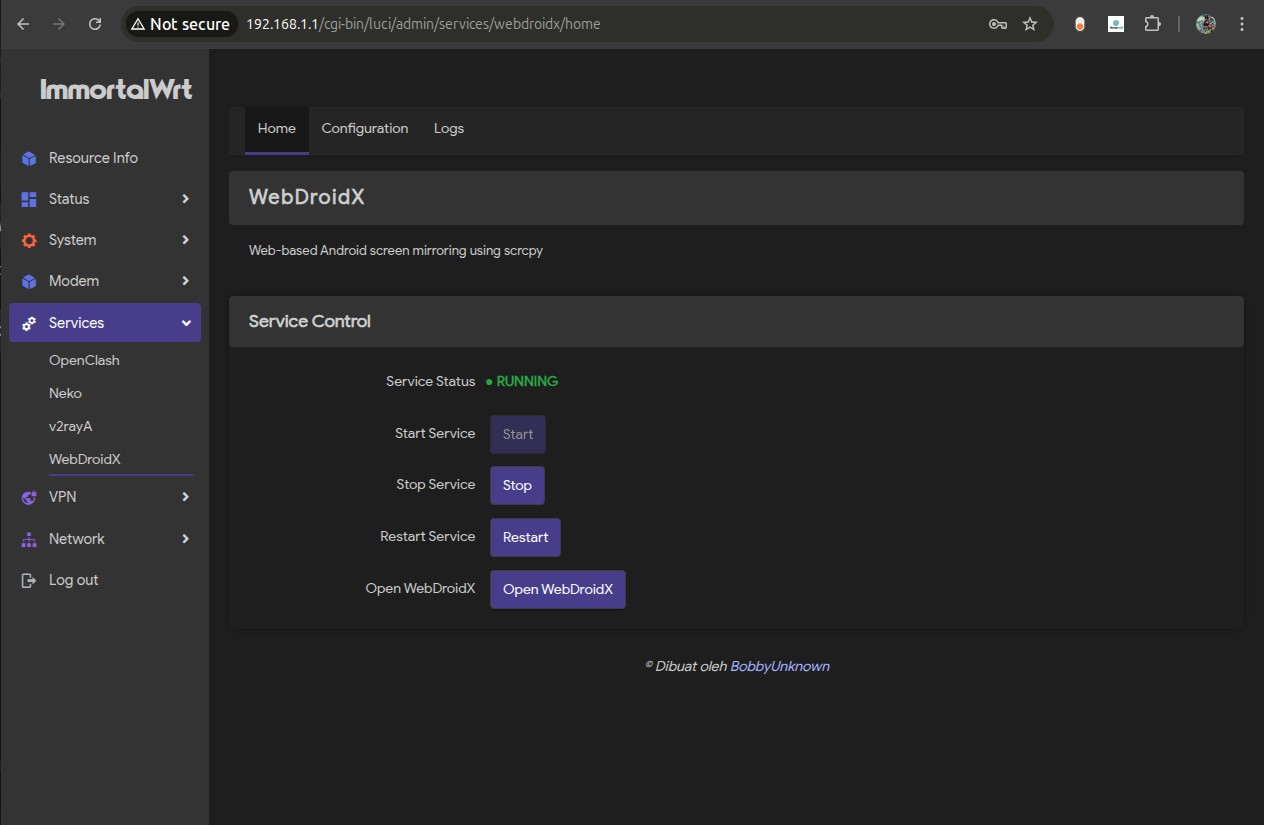 Not secure 192.168.1.1/cgi-bin/luci/admin/services/webdroidx/home
ImmortalWrt
Resource Info
Status
System
Modem
Services
OpenClash
Neko
v2rayA
WebDroidX
VPN
Network
Log out
Home Configuration Logs
WebDroidX
Web-based Android screen mirroring using scrcpy
Service Control
Service Status ● RUNNING
Start Service Start
Stop Service Stop
Restart Service Restart
Open WebDroidX Open WebDroidX
© Dibuat oleh BobbyUnknown